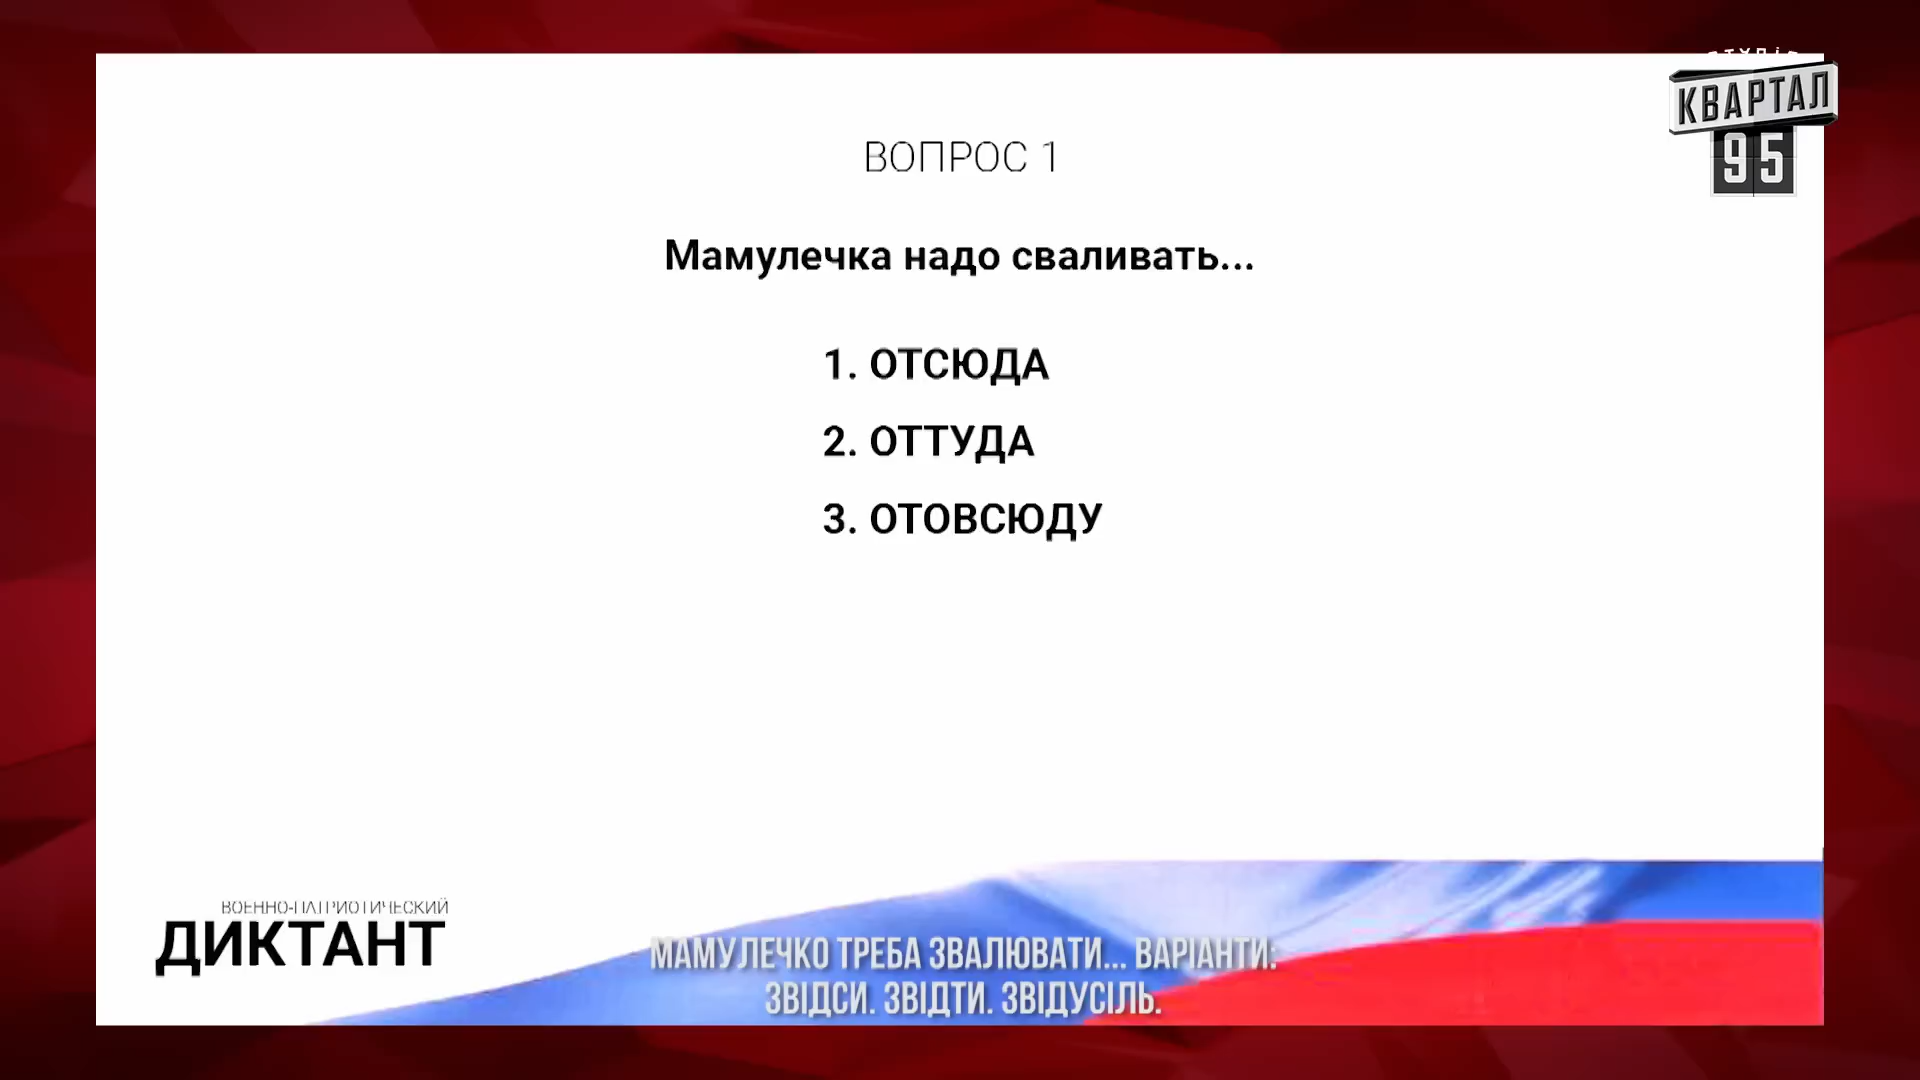 КВАРТАЛ
95
ВОПРОС 1
Мамулечка надо сваливать...
1. ОТСЮДА
2. ОТТУДА
3. ОТОВСЮДУ
ВОЕННО-ПАТРИОТИЧЕСКИЙ
ДИКТАНТ
МАМУЛЕЧКО ТРЕБА ЗВАЛЮВАТИ... ВАРІАНТИ:
ЗВІДСИ. ЗВІДТИ. ЗВІДУСІЛЬ.